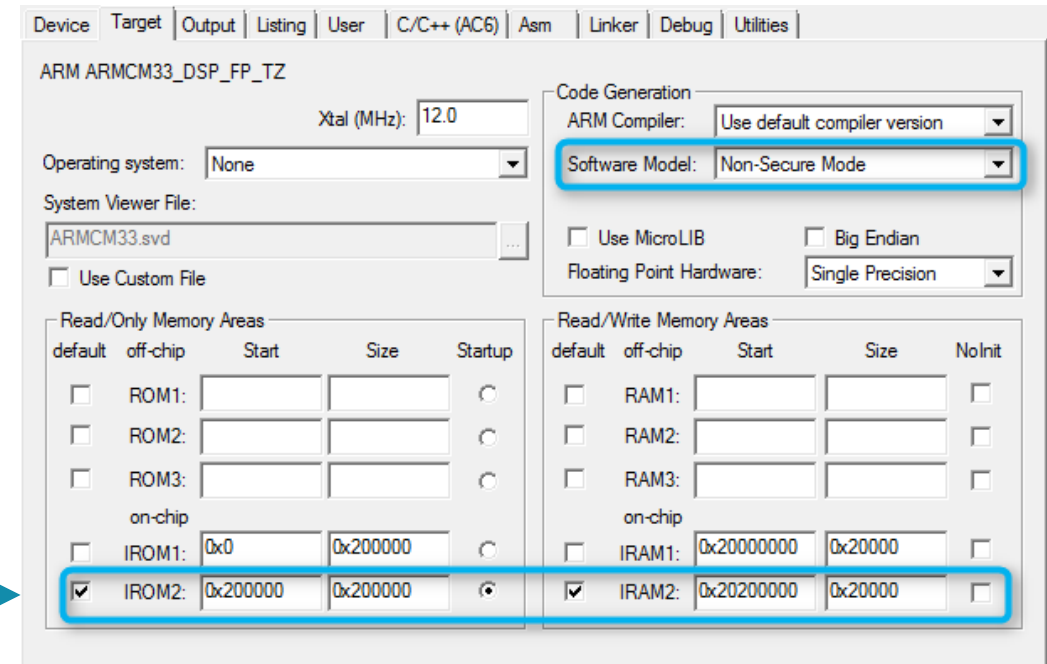 Device Target Output Listing User C/C++ (AC6) Asm Linker Debug Utilities
ARM ARMCM33_DSP_FP_TZ
Xtal (MHz): 12.0
Operating system: None
System Viewer File:
ARMCM33.svd ...
Use Custom File
Code Generation
ARM Compiler: Use default compiler version
Software Model: Non-Secure Mode
Use MicroLIB Big Endian
Floating Point Hardware: Single Precision
Read/Only Memory Areas
default off-chip Start Size Startup
ROM1:
ROM2:
ROM3:
on-chip
IROM1: 0x0 0x200000
IROM2: 0x200000 0x200000
Read/Write Memory Areas
default off-chip Start Size NoInit
RAM1:
RAM2:
RAM3:
on-chip
IRAM1: 0x20000000 0x20000
IRAM2: 0x20200000 0x20000